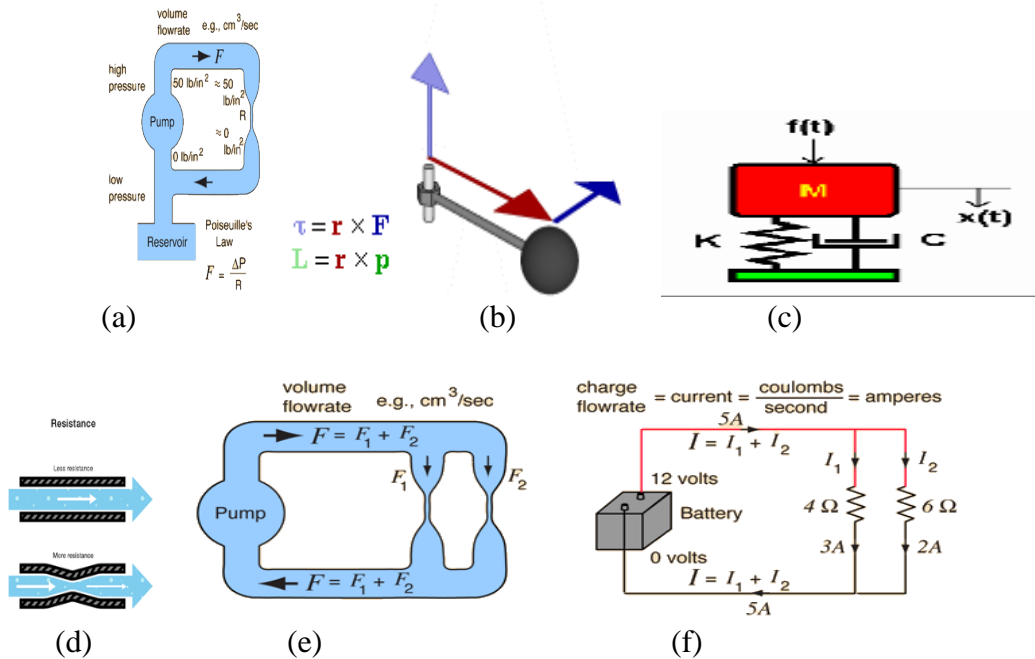 volume
flowrate e.g., cm³/sec
F
high
pressure
50 lb/in² ≈ 50
lb/in²
R
Pump
≈ 0
lb/in²
0 lb/in²
low
pressure
Reservoir
Poiseuille's
Law
F = ΔP
R
(a)
τ = r × F
L = r × p
(b)
f(t)
M
x(t)
K
C
(c)
Resistance
Less resistance
More resistance
(d)
volume
flowrate e.g., cm³/sec
F = F₁ + F₂
F₁
F₂
Pump
F = F₁ + F₂
(e)
charge
flowrate = current = coulombs
second = amperes
5A
I = I₁ + I₂
I₁
I₂
12 volts
4 Ω
6 Ω
Battery
0 volts
3A
2A
I = I₁ + I₂
5A
(f)